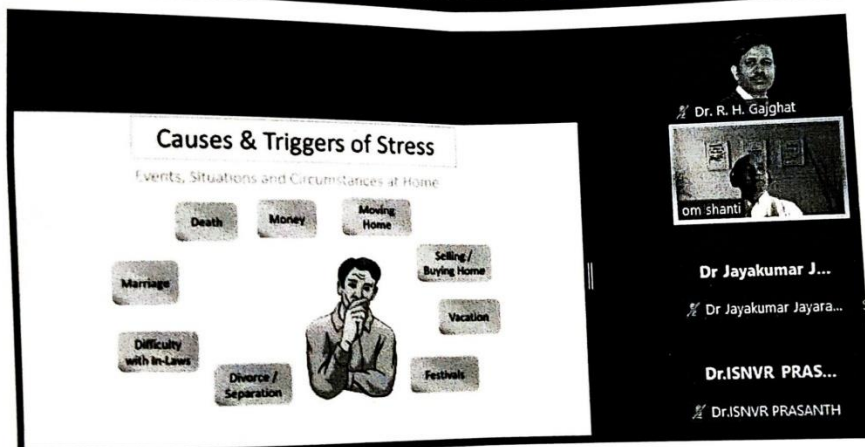 Causes & Triggers of Stress
Events, Situations and Circumstances at Home
Death
Money
Moving
Home
Selling /
Buying Home
Marriage
Vacation
Difficulty
with In-Laws
Divorce /
Separation
Festivals
Dr. R. H. Gajghat
om shanti
Dr Jayakumar J...
Dr Jayakumar Jayara...
Dr.ISNVR PRAS...
Dr.ISNVR PRASANTH